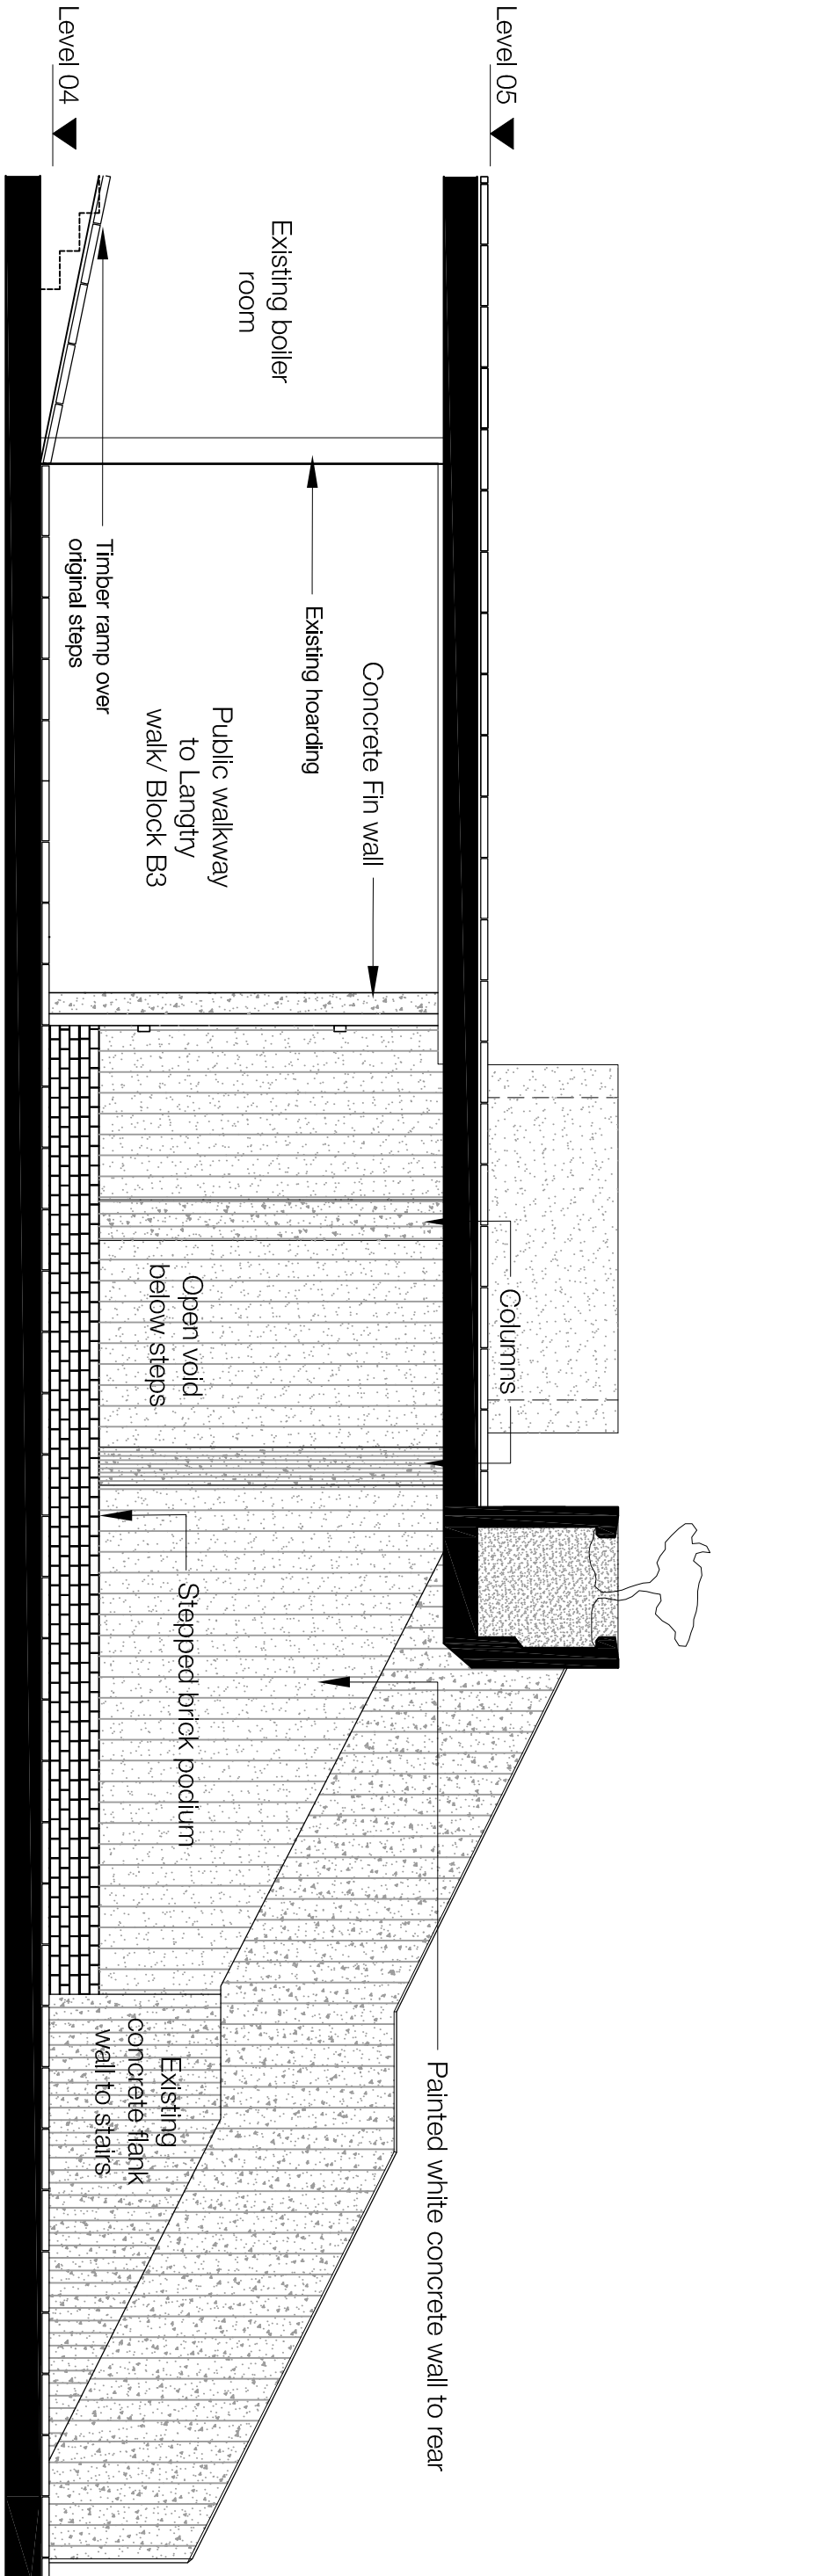 Level 05
Level 04
Existing boiler
room
Timber ramp over
original steps
Existing hoarding
Concrete Fin wall
Public walkway
to Langtry
walk/ Block B3
Columns
Open void
below steps
Stepped brick podium
Painted white concrete wall to rear
Existing
concrete flank
wall to stairs